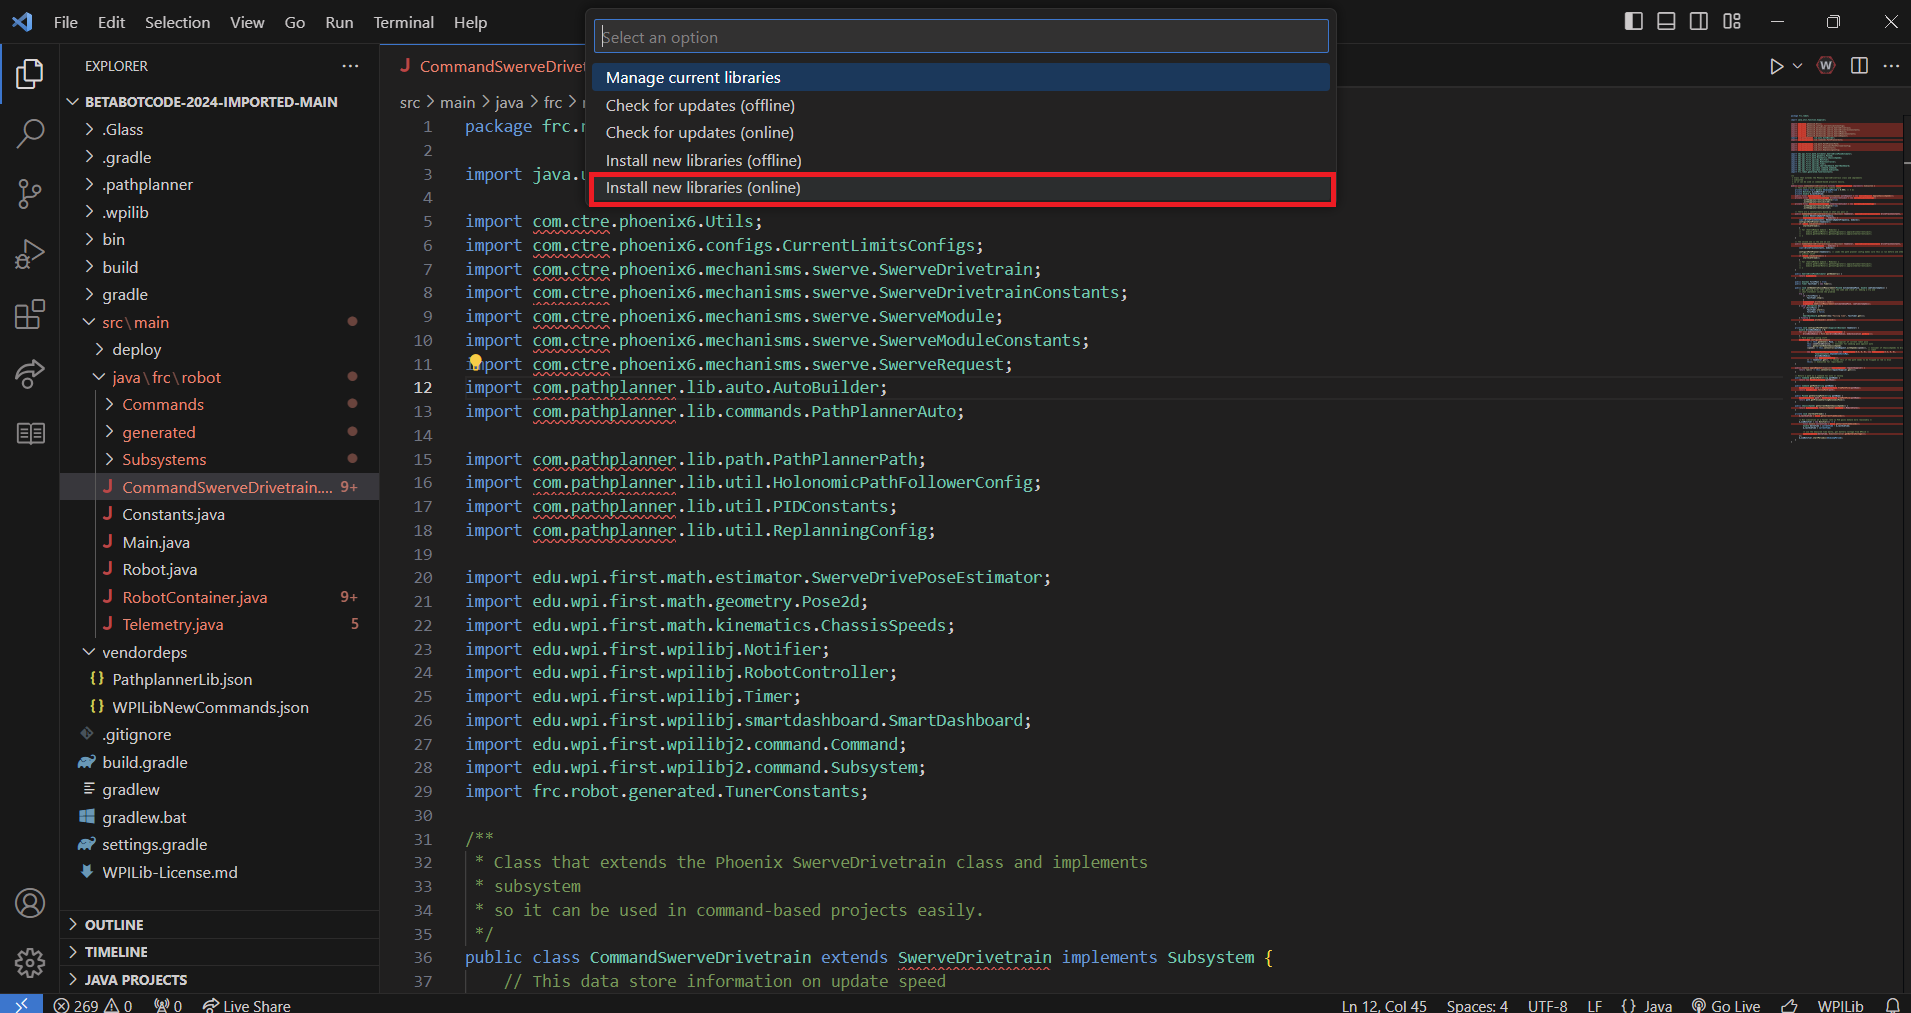 File Edit Selection View Go Run Terminal Help
Select an option
Manage current libraries
Check for updates (offline)
Check for updates (online)
Install new libraries (offline)
Install new libraries (online)
EXPLORER
BETABOTCODE-2024-IMPORTED-MAIN
.Glass
.gradle
.pathplanner
.wpilib
bin
build
gradle
src\main
deploy
java\frc\robot
Commands
generated
Subsystems
CommandSwerveDrivetrain.... 9+
Constants.java
Main.java
Robot.java
RobotContainer.java 9+
Telemetry.java 5
vendordeps
PathplannerLib.json
WPILibNewCommands.json
.gitignore
build.gradle
gradlew
gradlew.bat
settings.gradle
WPILib-License.md
OUTLINE
TIMELINE
JAVA PROJECTS
CommandSwerveDrivet
W
src > main > java > frc >
1 package frc.
2
3 import java.u
4
5 import com.ctre.phoenix6.Utils;
6 import com.ctre.phoenix6.configs.CurrentLimitsConfigs;
7 import com.ctre.phoenix6.mechanisms.swerve.SwerveDrivetrain;
8 import com.ctre.phoenix6.mechanisms.swerve.SwerveDrivetrainConstants;
9 import com.ctre.phoenix6.mechanisms.swerve.SwerveModule;
10 import com.ctre.phoenix6.mechanisms.swerve.SwerveModuleConstants;
11 import com.ctre.phoenix6.mechanisms.swerve.SwerveRequest;
12 import com.pathplanner.lib.auto.AutoBuilder;
13 import com.pathplanner.lib.commands.PathPlannerAuto;
14
15 import com.pathplanner.lib.path.PathPlannerPath;
16 import com.pathplanner.lib.util.HolonomicPathFollowerConfig;
17 import com.pathplanner.lib.util.PIDConstants;
18 import com.pathplanner.lib.util.ReplanningConfig;
19
20 import edu.wpi.first.math.estimator.SwerveDrivePoseEstimator;
21 import edu.wpi.first.math.geometry.Pose2d;
22 import edu.wpi.first.math.kinematics.ChassisSpeeds;
23 import edu.wpi.first.wpilibj.Notifier;
24 import edu.wpi.first.wpilibj.RobotController;
25 import edu.wpi.first.wpilibj.Timer;
26 import edu.wpi.first.wpilibj.smartdashboard.SmartDashboard;
27 import edu.wpi.first.wpilibj2.command.Command;
28 import edu.wpi.first.wpilibj2.command.Subsystem;
29 import frc.robot.generated.TunerConstants;
30
31 /**
32 * Class that extends the Phoenix SwerveDrivetrain class and implements
33 * subsystem
34 * so it can be used in command-based projects easily.
35 */
36 public class CommandSwerveDrivetrain extends SwerveDrivetrain implements Subsystem {
37 // This data store information on update speed
269 0 0 Live Share Ln 12, Col 45 Spaces: 4 UTF-8 LF {} Java Go Live WPILib